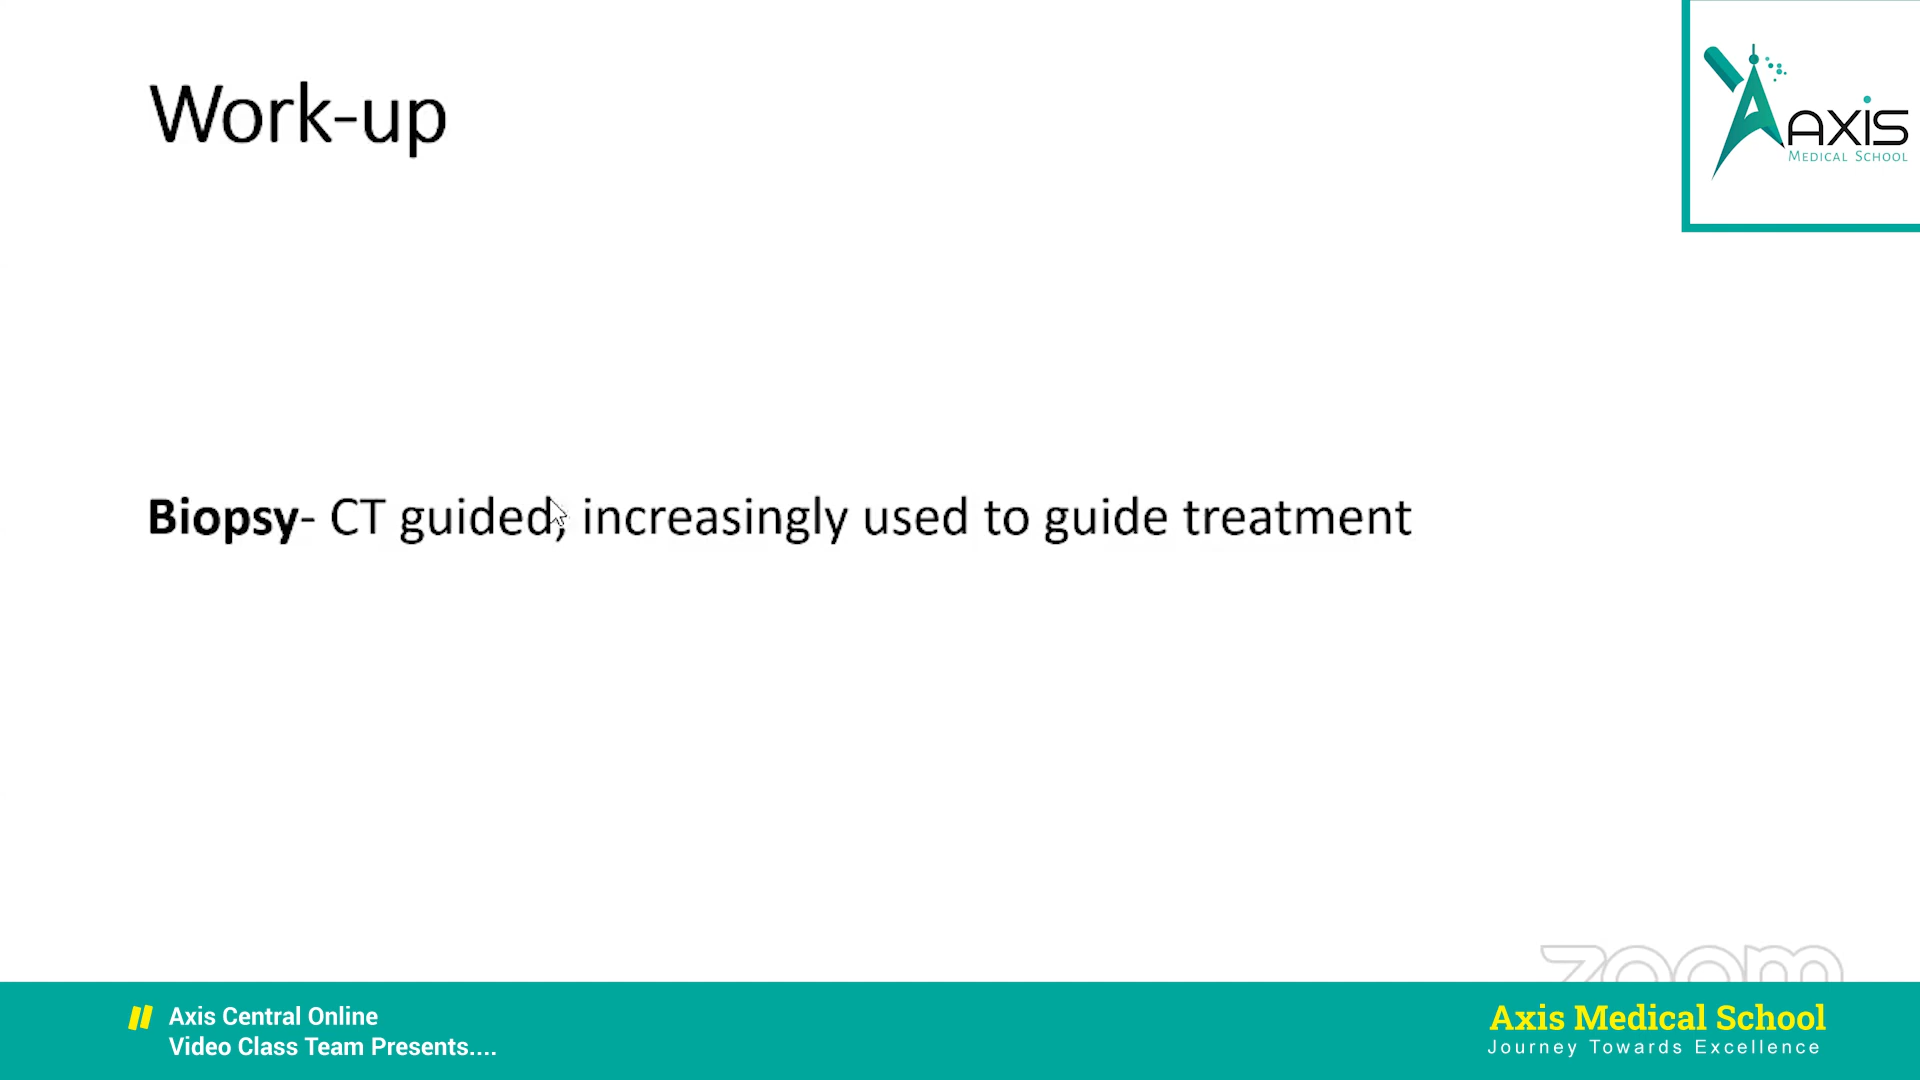 Work-up
AXIS
MEDICAL SCHOOL
Biopsy- CT guided, increasingly used to guide treatment
zoom
Axis Central Online
Video Class Team Presents....
Axis Medical School
Journey Towards Excellence